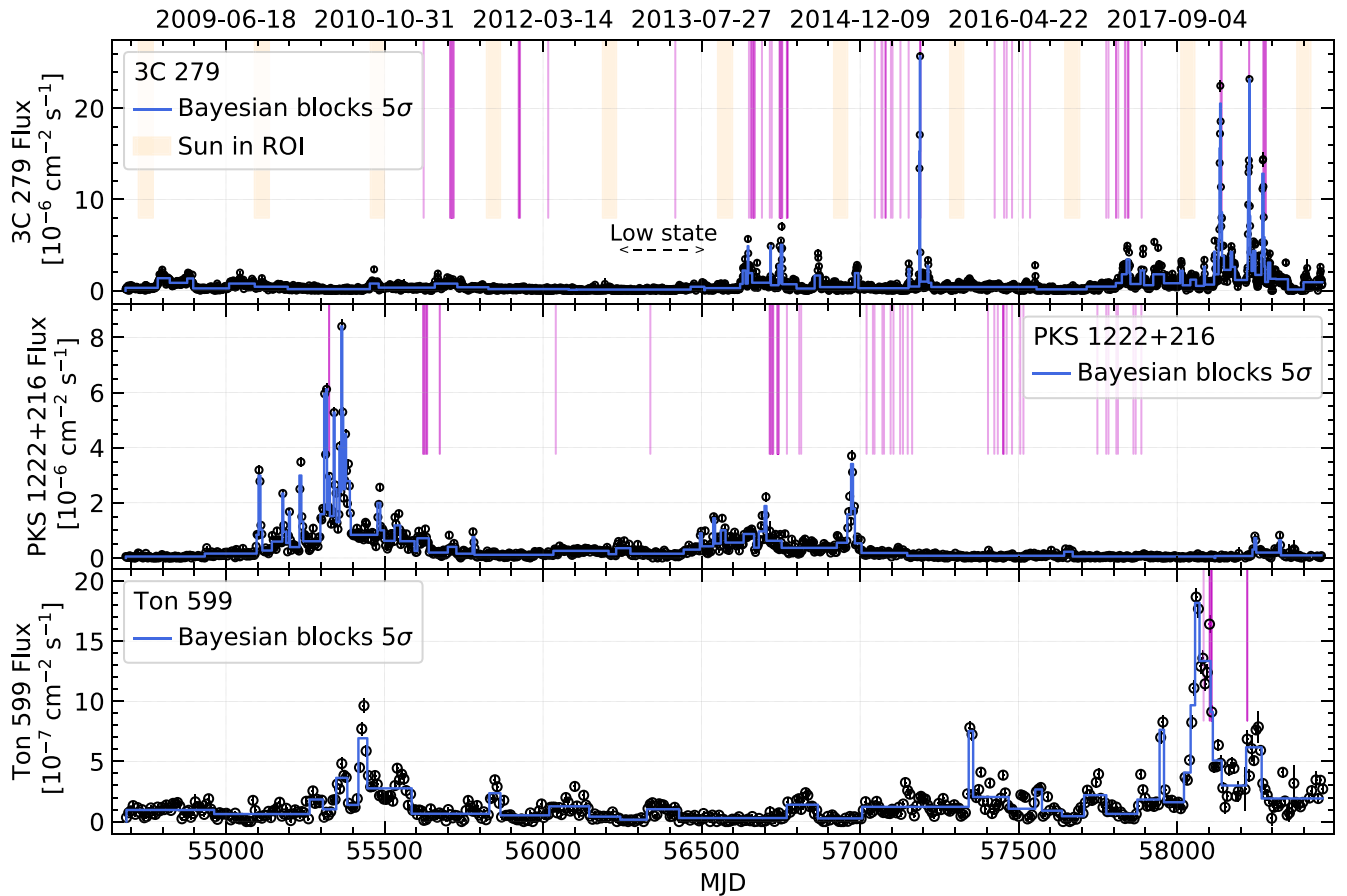 2009-06-18 2010-10-31 2012-03-14 2013-07-27 2014-12-09 2016-04-22 2017-09-04
3C 279 Flux
[10⁻⁶ cm⁻² s⁻¹]
20
10
0
3C 279
Bayesian blocks 5σ
Sun in ROI
Low state
PKS 1222+216 Flux
[10⁻⁶ cm⁻² s⁻¹]
8
6
4
2
0
PKS 1222+216
Bayesian blocks 5σ
Ton 599 Flux
[10⁻⁷ cm⁻² s⁻¹]
20
15
10
5
0
Ton 599
Bayesian blocks 5σ
55000 55500 56000 56500 57000 57500 58000
MJD